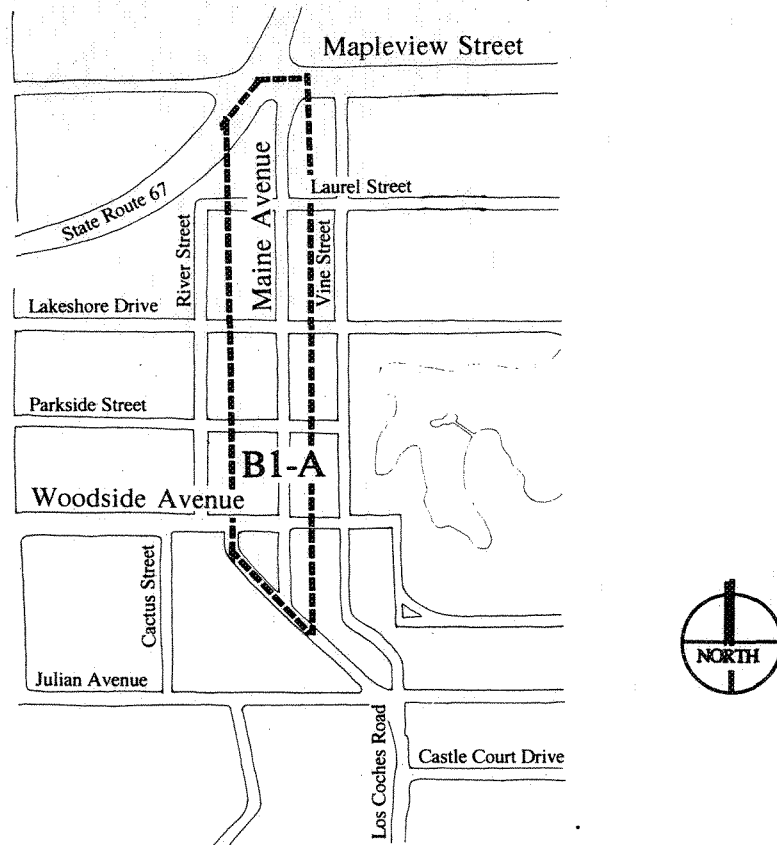 Mapleview Street
Maine Avenue
Laurel Street
State Route 67
River Street
Vine Street
Lakeshore Drive
Parkside Street
B1-A
Woodside Avenue
Cactus Street
NORTH
Julian Avenue
Los Coches Road
Castle Court Drive